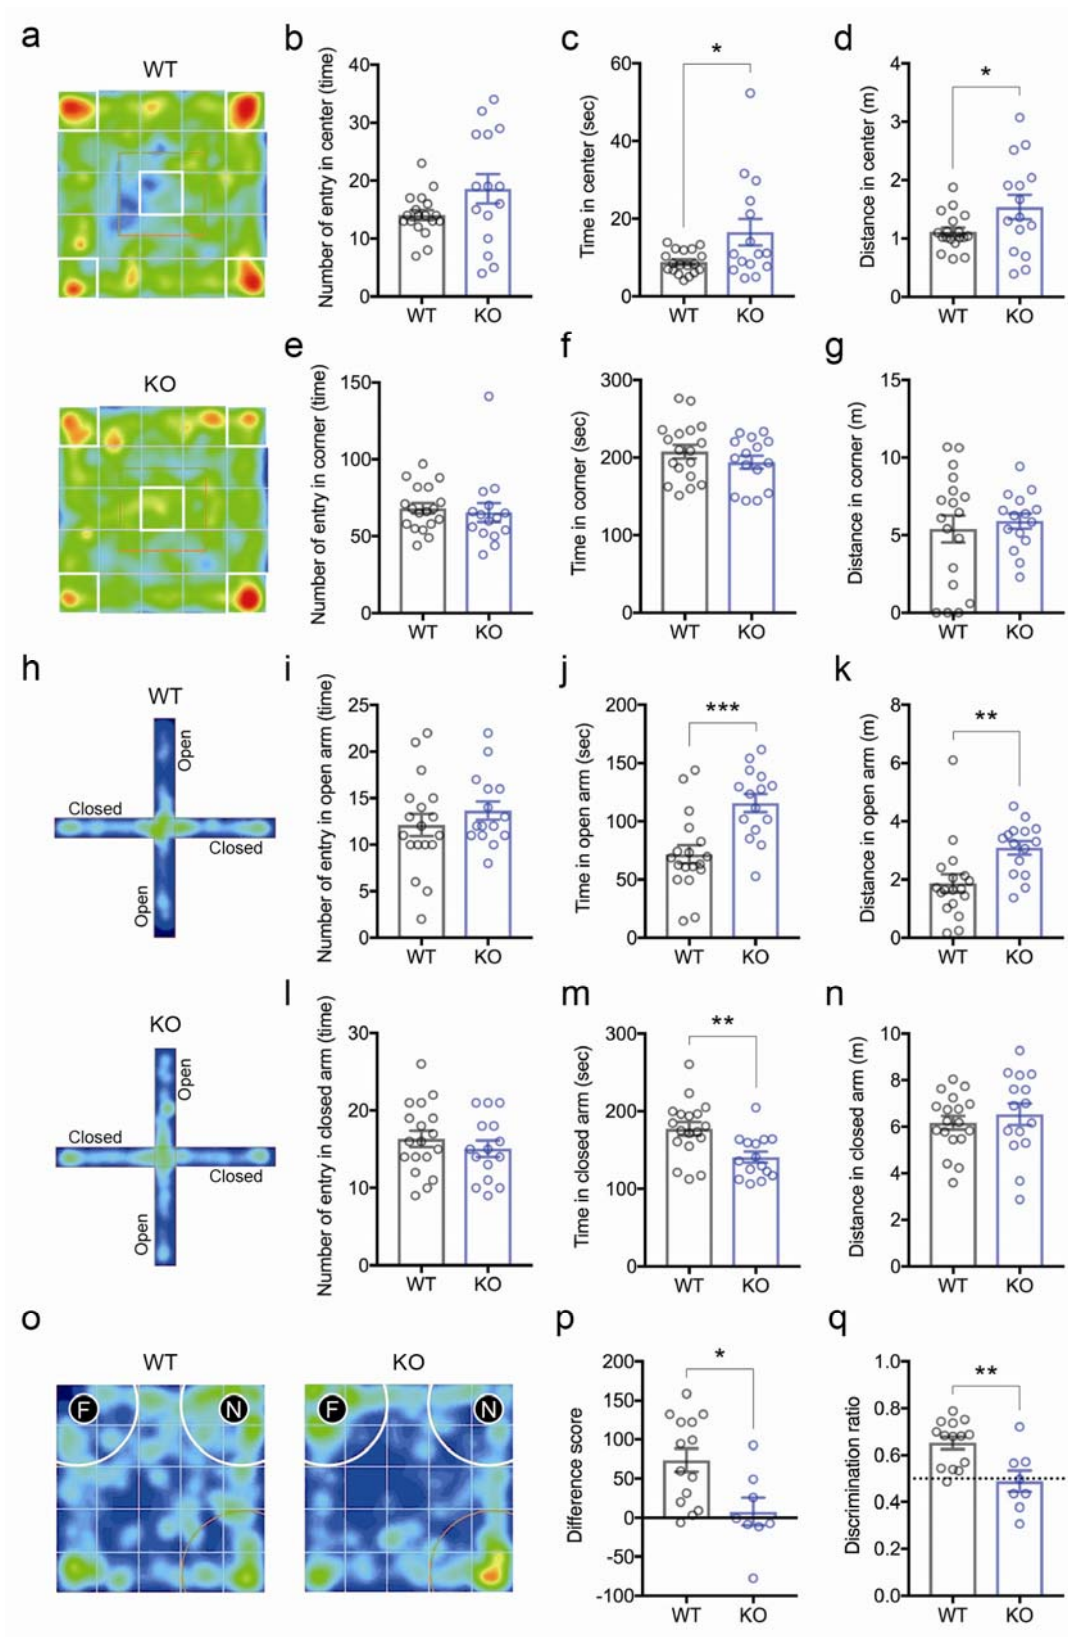 a
WT
b
Number of entry in center (time)
40
30
20
10
0
WT KO
c
Time in center (sec)
60
40
20
0
*
WT KO
d
Distance in center (m)
4
3
2
1
0
*
WT KO
KO
e
Number of entry in corner (time)
150
100
50
0
WT KO
f
Time in corner (sec)
300
200
100
0
WT KO
g
Distance in corner (m)
15
10
5
0
WT KO
h
WT
Open
Closed
Closed
Open
i
Number of entry in open arm (time)
25
20
15
10
5
0
WT KO
j
Time in open arm (sec)
200
150
100
50
0
***
WT KO
k
Distance in open arm (m)
8
6
4
2
0
**
WT KO
KO
Open
Closed
Closed
Open
l
Number of entry in closed arm (time)
30
20
10
0
WT KO
m
Time in closed arm (sec)
300
200
100
0
**
WT KO
n
Distance in closed arm (m)
10
8
6
4
2
0
WT KO
o
WT
F N
KO
F N
p
Difference score
200
150
100
50
0
-50
-100
*
WT KO
q
Discrimination ratio
1.0
0.8
0.6
0.4
0.2
0.0
**
WT KO